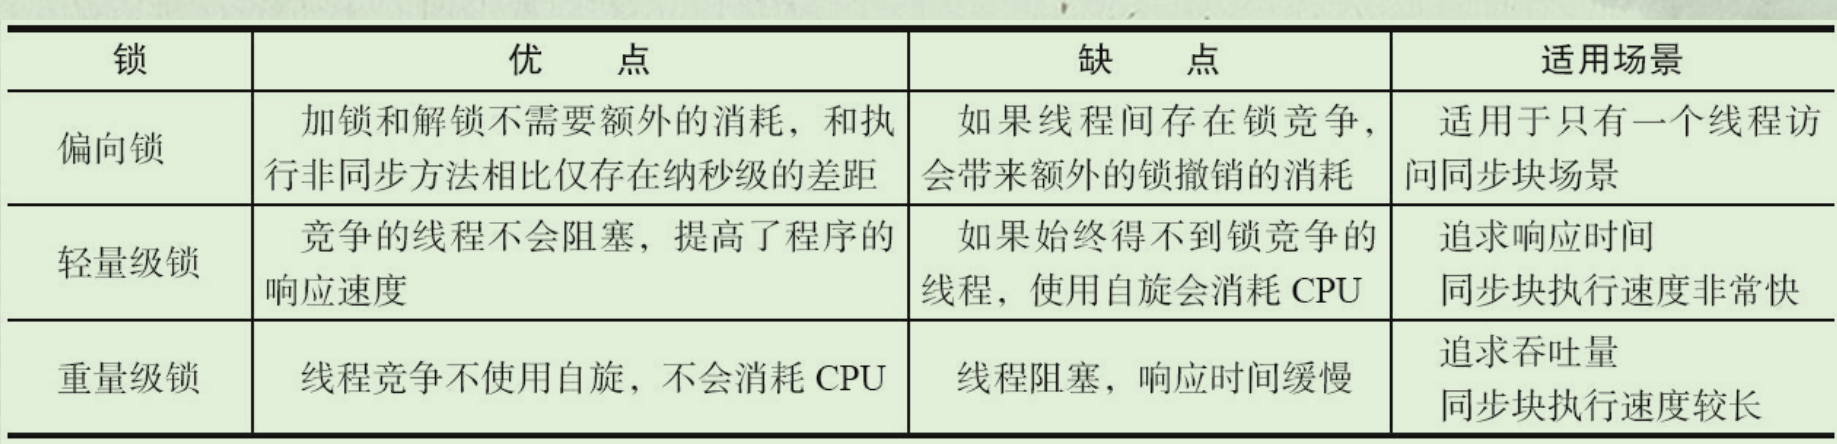 锁 优 点 缺 点 适用场景
偏向锁
加锁和解锁不需要额外的消耗，和执
行非同步方法相比仅存在纳秒级的差距
如果线程间存在锁竞争，
会带来额外的锁撤销的消耗
适用于只有一个线程访
问同步块场景
轻量级锁
竞争的线程不会阻塞，提高了程序的
响应速度
如果始终得不到锁竞争的
线程，使用自旋会消耗 CPU
追求响应时间
同步块执行速度非常快
重量级锁
线程竞争不使用自旋，不会消耗 CPU
线程阻塞，响应时间缓慢
追求吞吐量
同步块执行速度较长